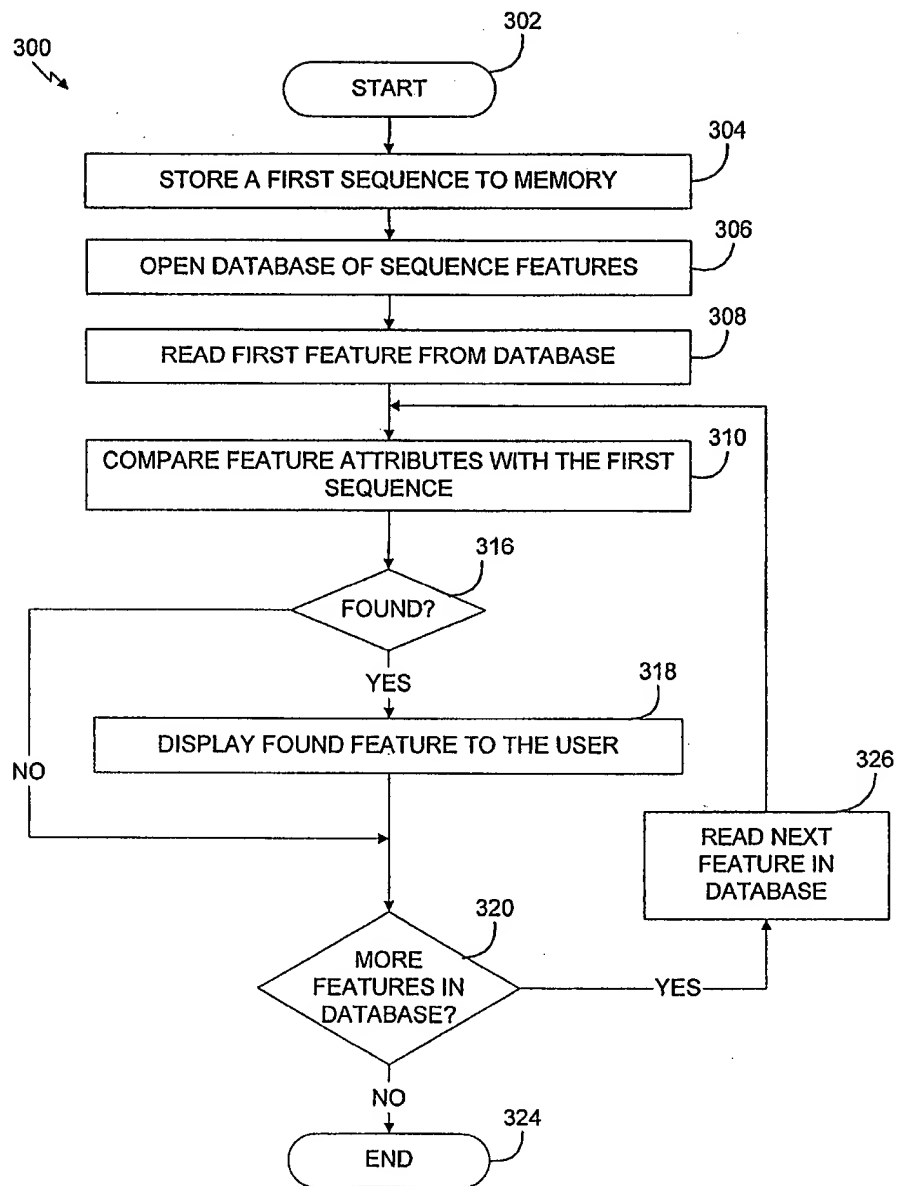 300
302
START
304
STORE A FIRST SEQUENCE TO MEMORY
306
OPEN DATABASE OF SEQUENCE FEATURES
308
READ FIRST FEATURE FROM DATABASE
310
COMPARE FEATURE ATTRIBUTES WITH THE FIRST
SEQUENCE
316
FOUND?
YES
318
DISPLAY FOUND FEATURE TO THE USER
NO
326
READ NEXT
FEATURE IN
DATABASE
320
MORE
FEATURES IN
DATABASE?
YES
NO
324
END